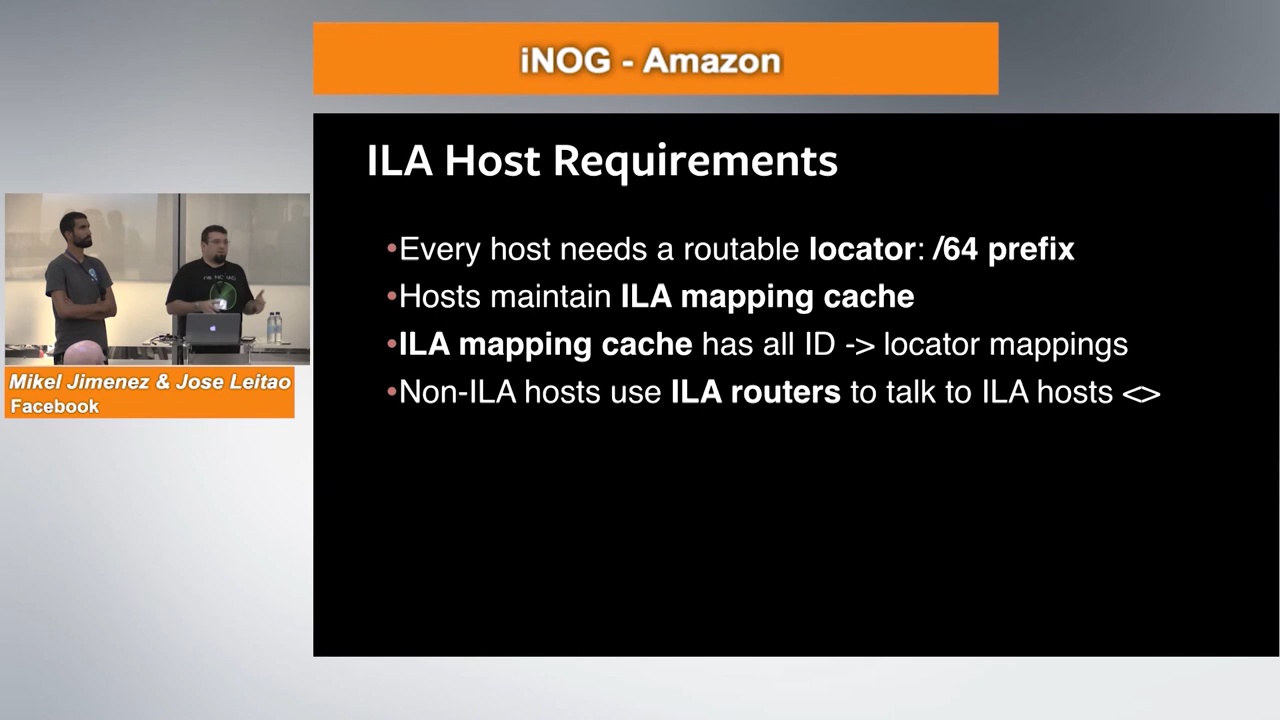 iNOG - Amazon
ILA Host Requirements
•Every host needs a routable locator: /64 prefix
•Hosts maintain ILA mapping cache
•ILA mapping cache has all ID -> locator mappings
•Non-ILA hosts use ILA routers to talk to ILA hosts <>
Mikel Jimenez & Jose Leitao
Facebook